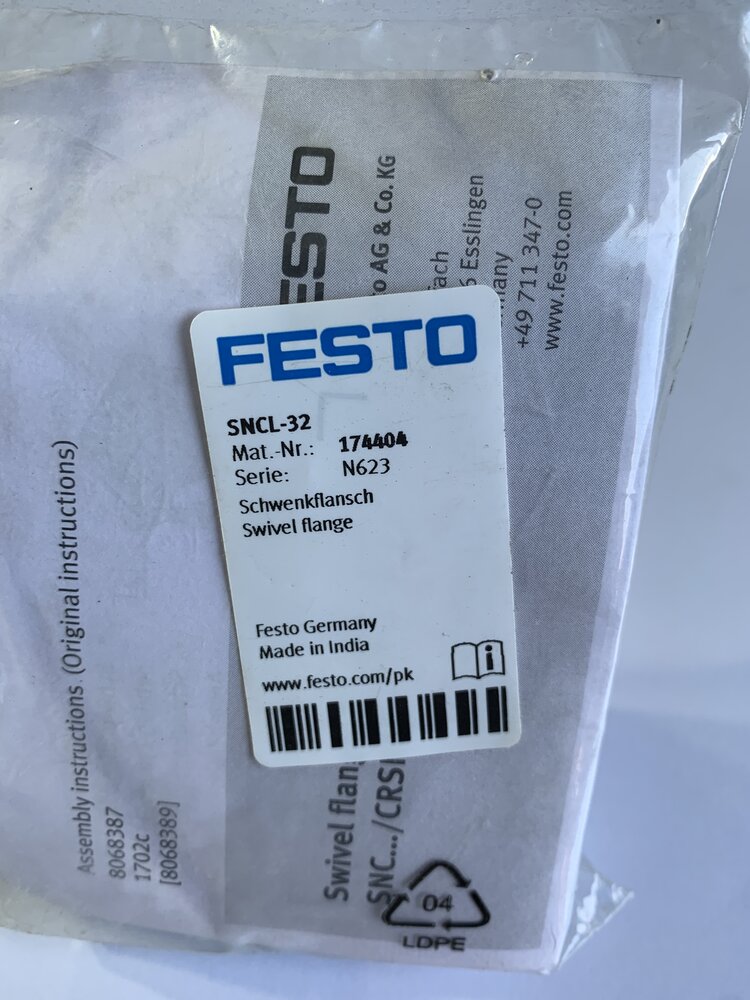 FESTO
SNCL-32
Mat.-Nr.: 174404
Serie: N623
Schwenkflansch
Swivel flange
Festo Germany
Made in India
www.festo.com/pk
AG & Co. KG
Esslingen
+49 711 347-0
www.festo.com
Assembly instructions (Original instructions)
8068387
1702c
[8068389]
Swivel
SNC.../
04
LDPE